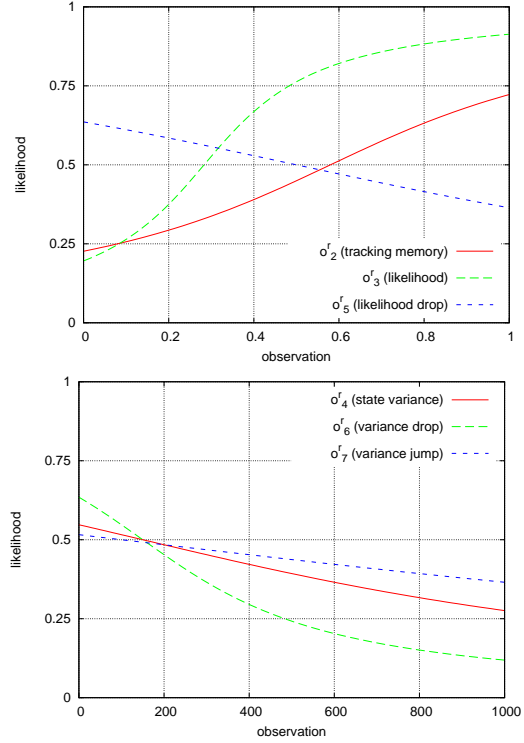 1
0.75
0.5
0.25
0
likelihood
o^r_2 (tracking memory)
o^r_3 (likelihood)
o^r_5 (likelihood drop)
0 0.2 0.4 0.6 0.8 1
observation
1
0.75
0.5
0.25
0
likelihood
o^r_4 (state variance)
o^r_6 (variance drop)
o^r_7 (variance jump)
0 200 400 600 800 1000
observation